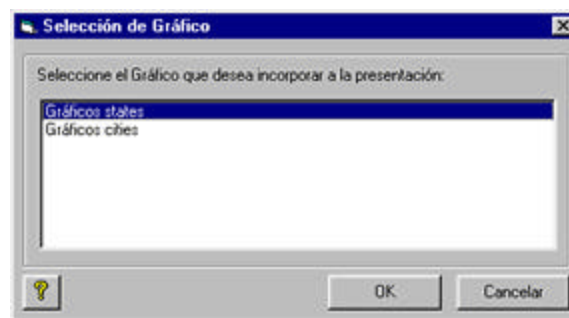 Selección de Gráfico
Seleccione el Gráfico que desea incorporar a la presentación:
Gráficos states
Gráficos cities
?
OK
Cancelar